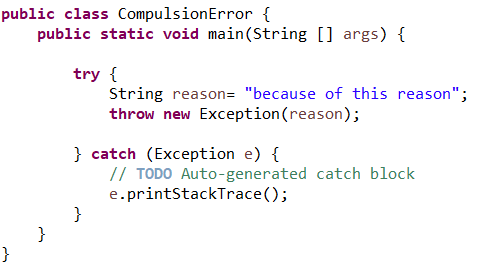 public class CompulsionError {
    public static void main(String [] args) {
        try {
            String reason= "because of this reason";
            throw new Exception(reason);
        } catch (Exception e) {
            // TODO Auto-generated catch block
            e.printStackTrace();
        }
    }
}